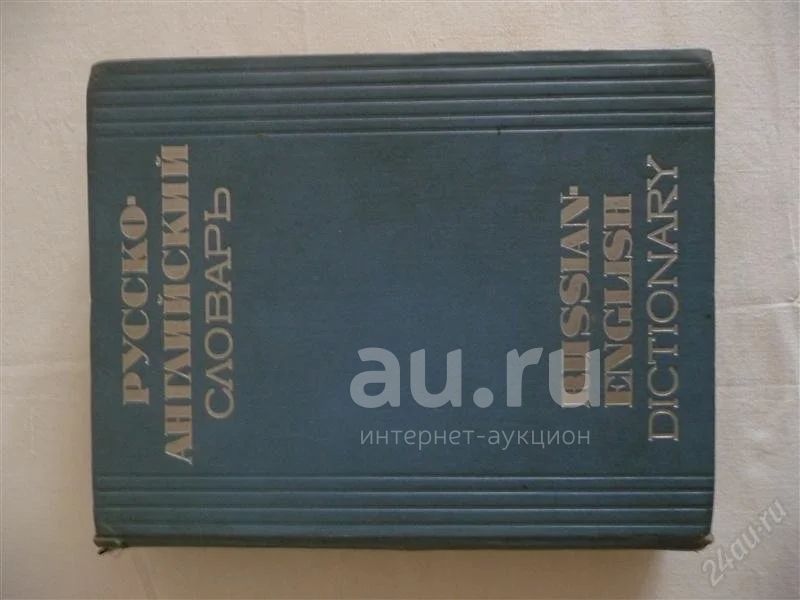 РУССКО-
АНГЛИЙСКИЙ
СЛОВАРЬ
RUSSIAN-
ENGLISH
DICTIONARY
au.ru
интернет-аукцион
24au.ru